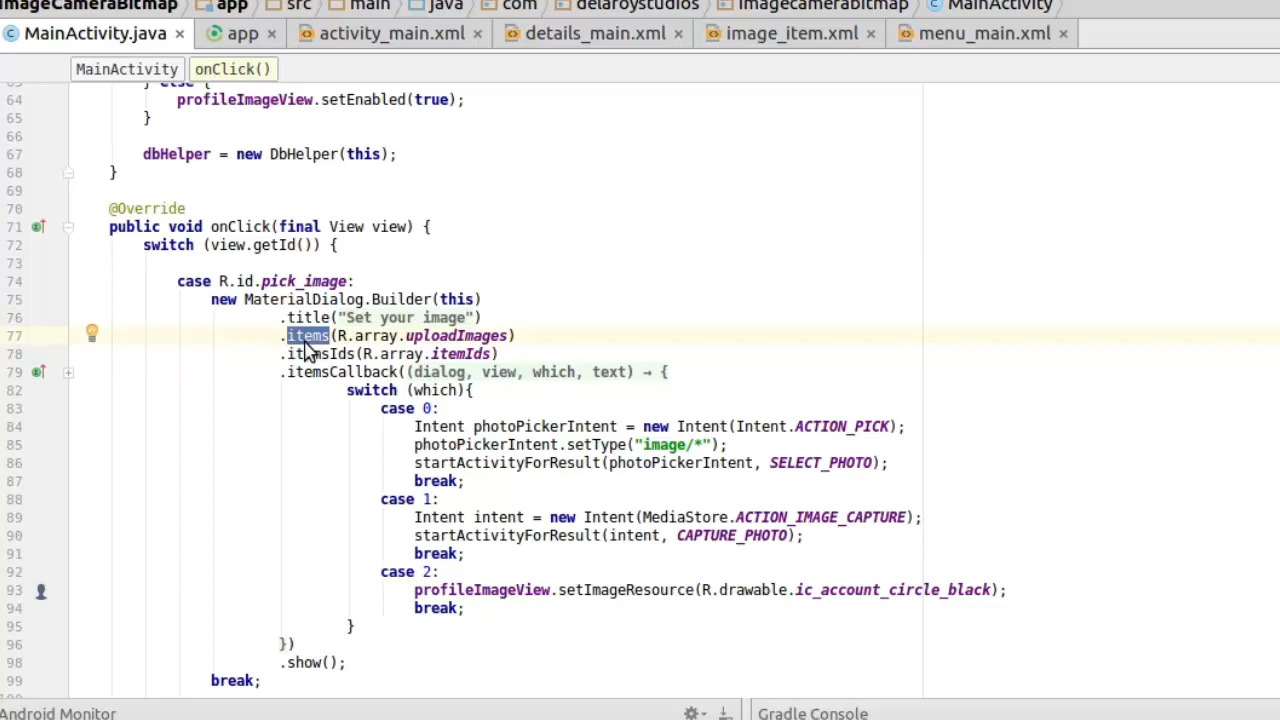 ImageCameraBitmap app src main java com delaroystudios imagecamerabitmap MainActivity
MainActivity.java × app × activity_main.xml × details_main.xml × image_item.xml × menu_main.xml ×
MainActivity onClick()
63 } else {
64 profileImageView.setEnabled(true);
65 }
66
67 dbHelper = new DbHelper(this);
68 }
69
70 @Override
71 public void onClick(final View view) {
72 switch (view.getId()) {
73
74 case R.id.pick_image:
75 new MaterialDialog.Builder(this)
76 .title("Set your image")
77 .items(R.array.uploadImages)
78 .itemsIds(R.array.itemIds)
79 .itemsCallback((dialog, view, which, text) → {
82 switch (which){
83 case 0:
84 Intent photoPickerIntent = new Intent(Intent.ACTION_PICK);
85 photoPickerIntent.setType("image/*");
86 startActivityForResult(photoPickerIntent, SELECT_PHOTO);
87 break;
88 case 1:
89 Intent intent = new Intent(MediaStore.ACTION_IMAGE_CAPTURE);
90 startActivityForResult(intent, CAPTURE_PHOTO);
91 break;
92 case 2:
93 profileImageView.setImageResource(R.drawable.ic_account_circle_black);
94 break;
95 }
96 })
98 .show();
99 break;
Android Monitor Gradle Console